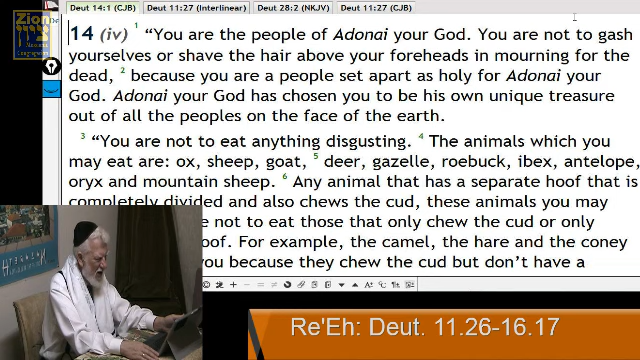 Deut 14:1 (CJB) Deut 11:27 (Interlinear) Deut 28:2 (NKJV) Deut 11:27 (CJB)
Zion
Messianic
Congregation
14 (iv) 1 “You are the people of Adonai your God. You are not to gash
yourselves or shave the hair above your foreheads in mourning for the
dead, 2 because you are a people set apart as holy for Adonai your
God. Adonai your God has chosen you to be his own unique treasure
out of all the peoples on the face of the earth.
3 “You are not to eat anything disgusting. 4 The animals which you
may eat are: ox, sheep, goat, 5 deer, gazelle, roebuck, ibex, antelope,
oryx and mountain sheep. 6 Any animal that has a separate hoof that is
completely divided and also chews the cud, these animals you may
e not to eat those that only chew the cud or only
oof. For example, the camel, the hare and the coney
you because they chew the cud but don’t have a
Re'Eh: Deut. 11.26-16.17